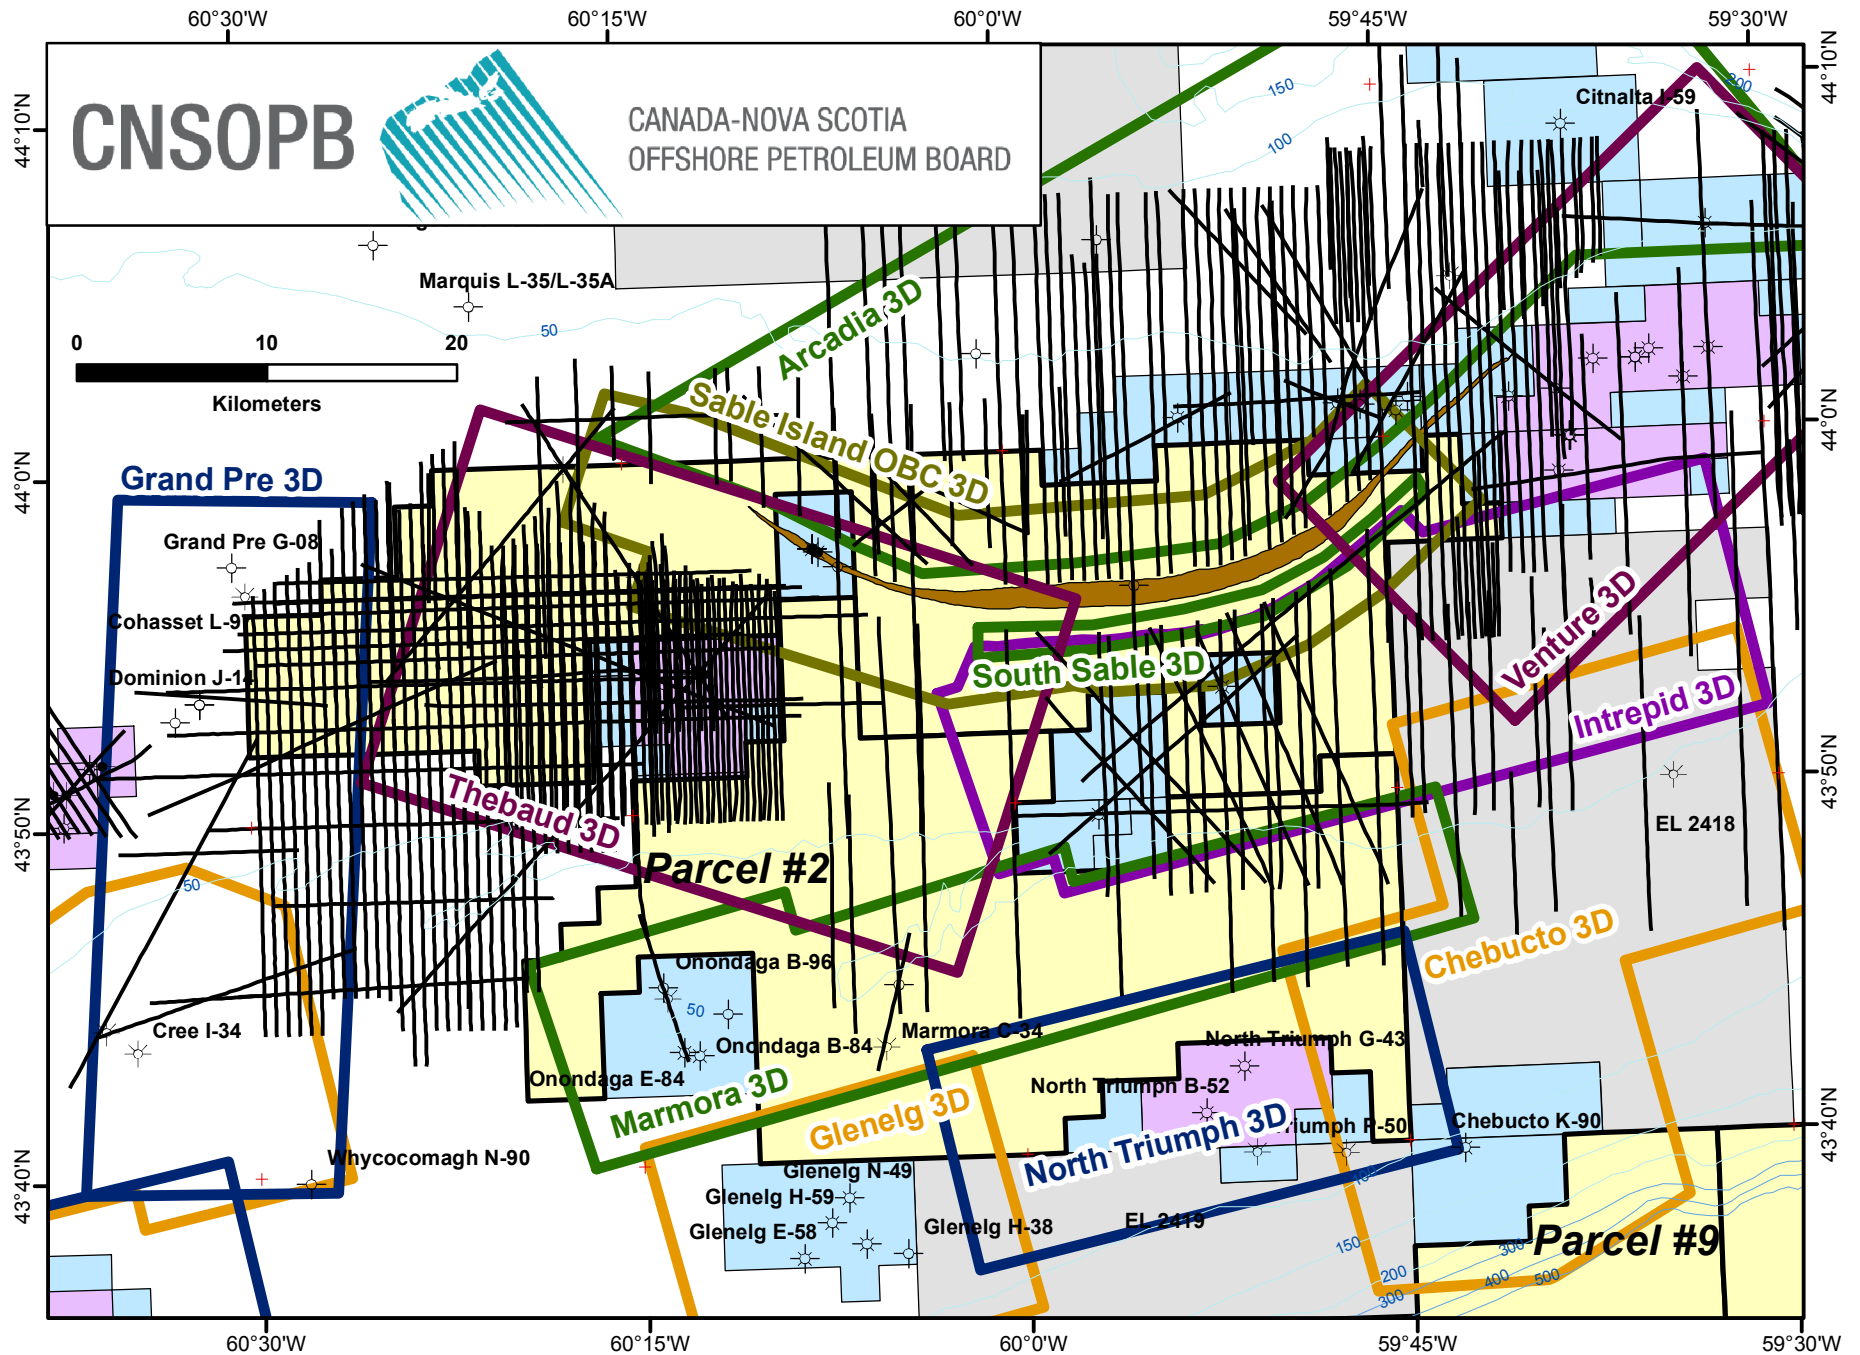 60°30'W
60°15'W
60°0'W
59°45'W
59°30'W
44°10'N
44°10'N
CNSOPB
CANADA-NOVA SCOTIA
OFFSHORE PETROLEUM BOARD
150
100
200
Citnalta I-59
Marquis L-35/L-35A
50
0 10 20
Kilometers
Arcadia 3D
Sable Island OBC 3D
44°0'N
44°0'N
Grand Pre 3D
Grand Pre G-08
Cohasset L-97
Dominion J-14
South Sable 3D
Venture 3D
Intrepid 3D
Thebaud 3D
43°50'N
43°50'N
EL 2418
Parcel #2
50
Chebucto 3D
Onondaga B-96
50
Cree I-34
Onondaga B-84
Marmora C-34
North Triumph G-43
Onondaga E-84
North Triumph B-52
Marmora 3D
Glenelg 3D
North Triumph 3D
Triumph P-50
Chebucto K-90
43°40'N
43°40'N
Whycocomagh N-90
Glenelg N-49
Glenelg H-59
Glenelg E-58
Glenelg H-38
EL 2419
150
200
300
300
400
500
Parcel #9
60°30'W
60°15'W
60°0'W
59°45'W
59°30'W